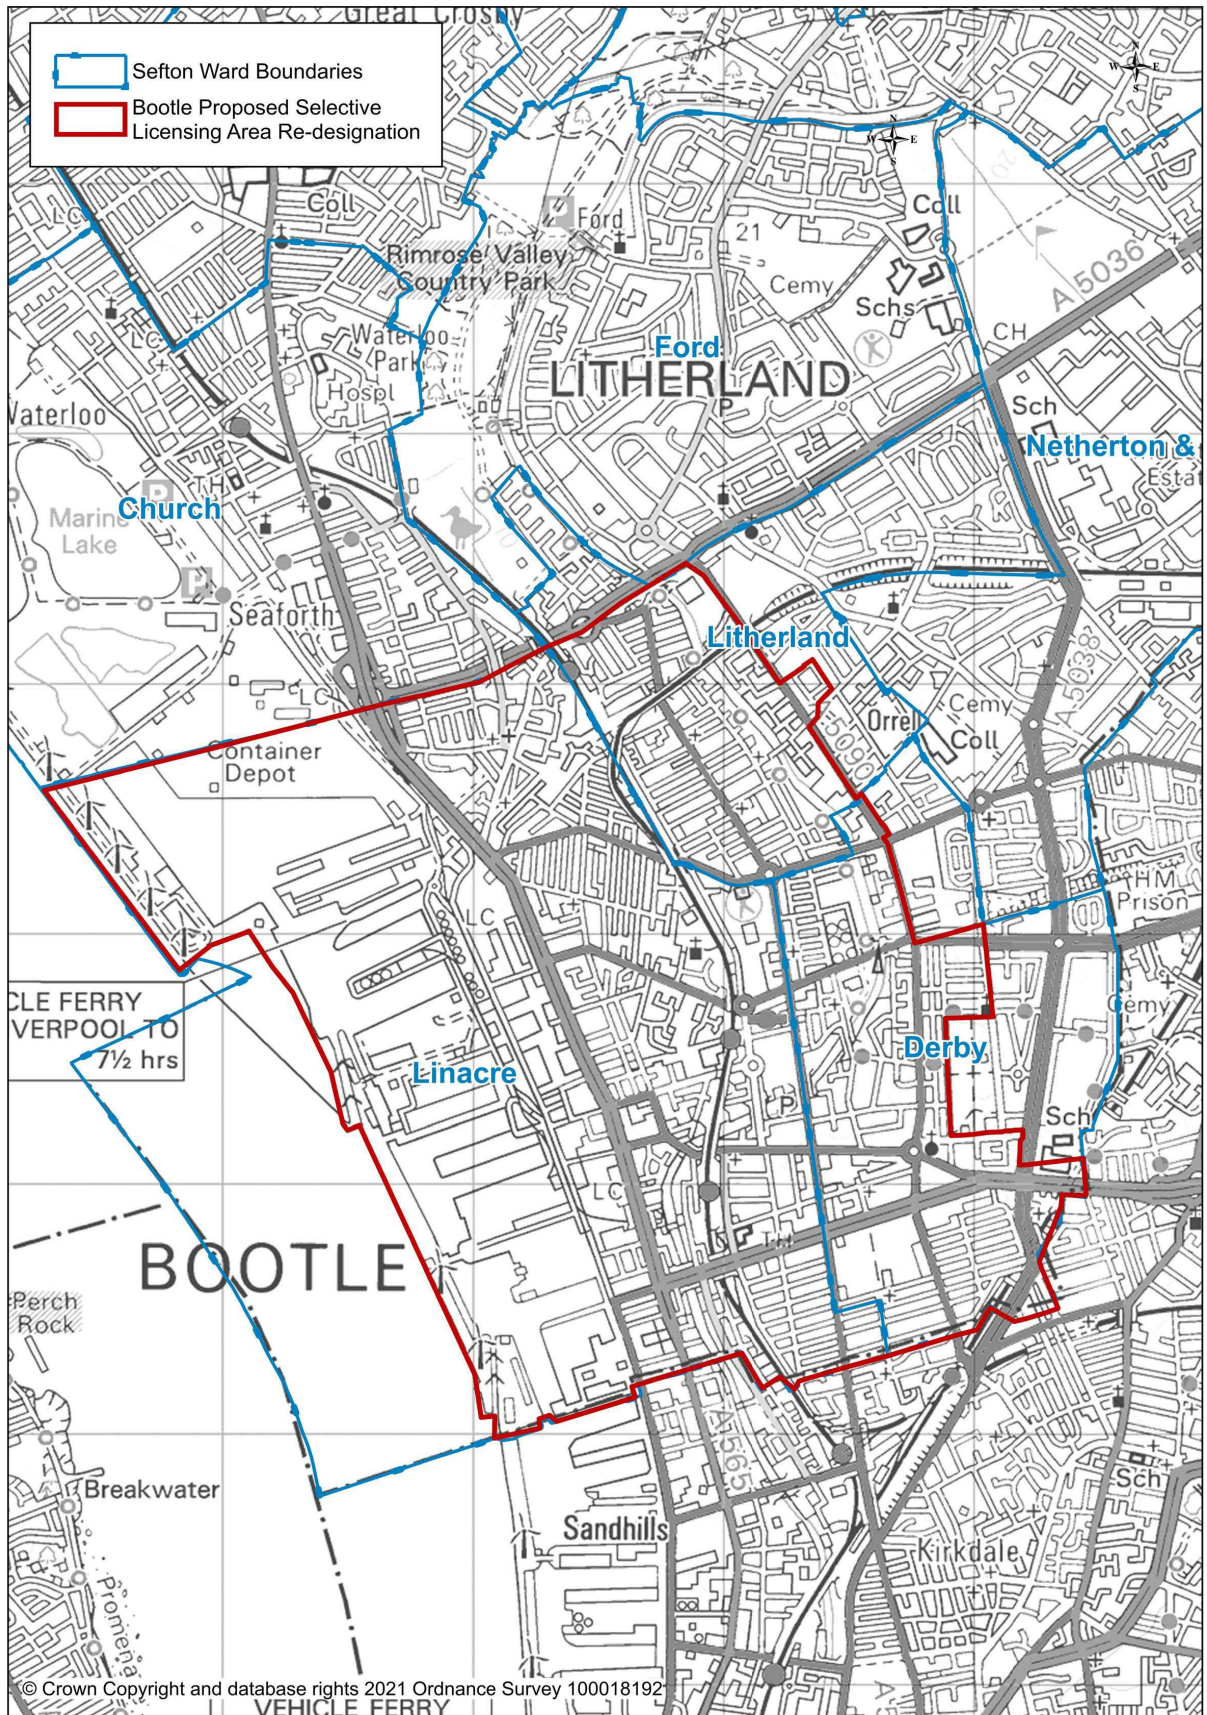 Great Crosby
Sefton Ward Boundaries
Bootle Proposed Selective
Licensing Area Re-designation
N
W
E
S
N
W
E
S
LC
Coll
Ford
21
Coll
Rimrose Valley
Country Park
Cemy
A 5036
Schs
LC
Waterloo
Park
Ford
CH
Hospl
LITHERLAND
P
Sch
Waterloo
Netherton &
TH
P
Church
Marine
Lake
P
Seaforth
Litherland
A5038
LC
Orrell
Cemy
Coll
5090
Container
Depot
HM
Prison
LC
CLE FERRY
VERPOOL TO
7½ hrs
Cemy
Derby
Linacre
P
Sch
LC
TH
BOOTLE
Perch
Rock
A565
Breakwater
Sch
Sandhills
Kirkdale
Promena
© Crown Copyright and database rights 2021 Ordnance Survey 100018192
VEHICLE FERRY
A